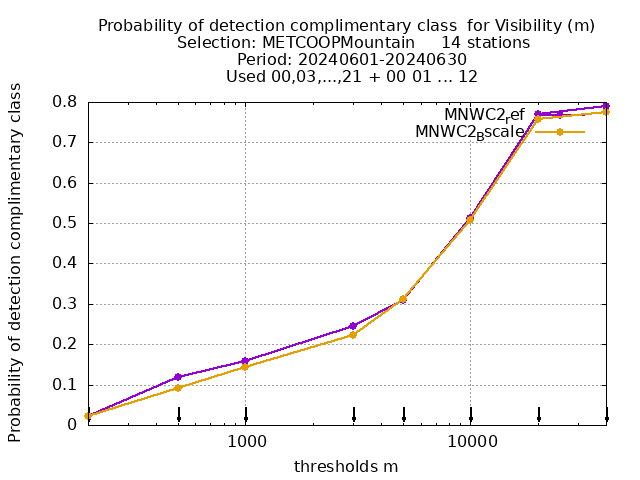 Probability of detection complimentary class  for Visibility (m)
Selection: METCOOPMountain     14 stations
Period: 20240601-20240630
Used 00,03,...,21 + 00 01 ... 12
Probability of detection complimentary class
0.8
0.7
0.6
0.5
0.4
0.3
0.2
0.1
0
MNWC2ref
MNWC2Bscale
1000
10000
thresholds m